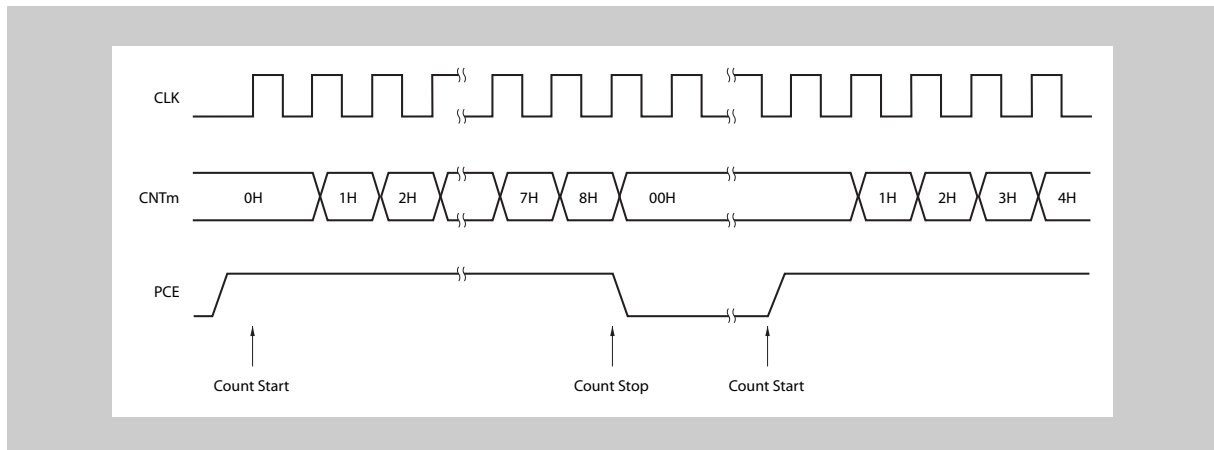 CLK
CNTm 0H 1H 2H 7H 8H 00H 1H 2H 3H 4H
PCE
Count Start Count Stop Count Start